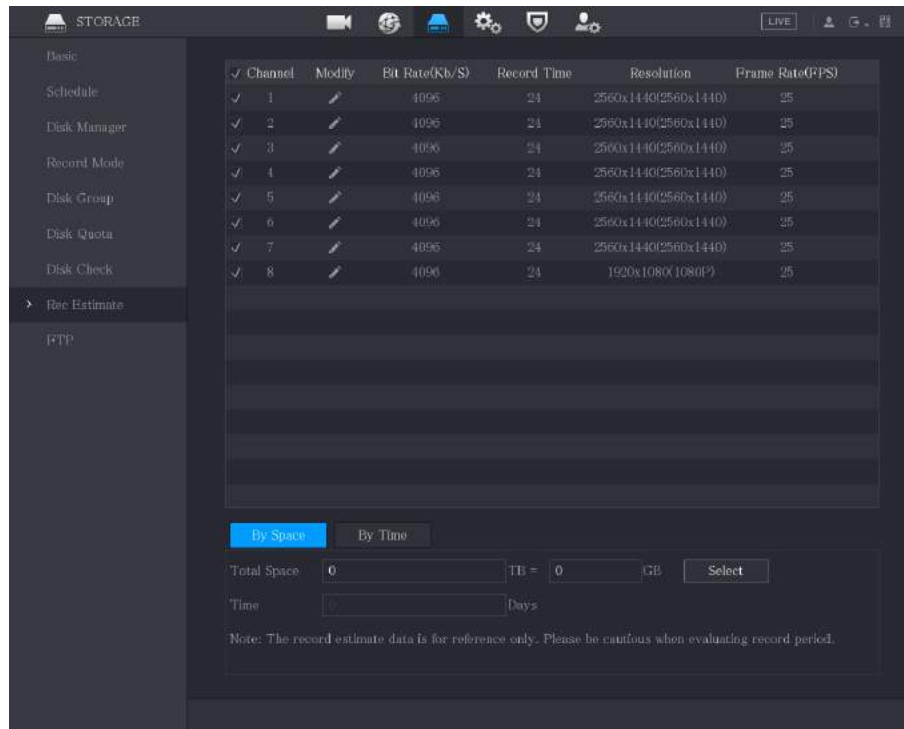 STORAGE LIVE
Basic
Schedule
Disk Manager
Record Mode
Disk Group
Disk Quota
Disk Check
Rec Estimate
FTP
Channel Modify Bit Rate(Kb/S) Record Time Resolution Frame Rate(FPS)
1 4096 24 2560x1440(2560x1440) 25
2 4096 24 2560x1440(2560x1440) 25
3 4096 24 2560x1440(2560x1440) 25
4 4096 24 2560x1440(2560x1440) 25
5 4096 24 2560x1440(2560x1440) 25
6 4096 24 2560x1440(2560x1440) 25
7 4096 24 2560x1440(2560x1440) 25
8 4096 24 1920x1080(1080P) 25
By Space By Time
Total Space 0 TB = 0 GB Select
Time 0 Days
Note: The record estimate data is for reference only. Please be cautious when evaluating record period.